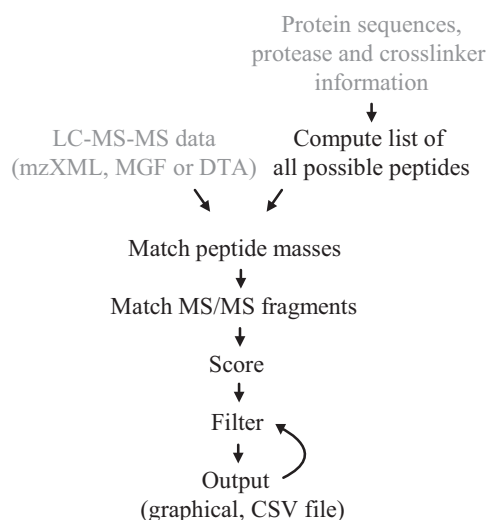 Protein sequences,
protease and crosslinker
information
LC-MS-MS data
(mzXML, MGF or DTA)
Compute list of
all possible peptides
Match peptide masses
Match MS/MS fragments
Score
Filter
Output
(graphical, CSV file)